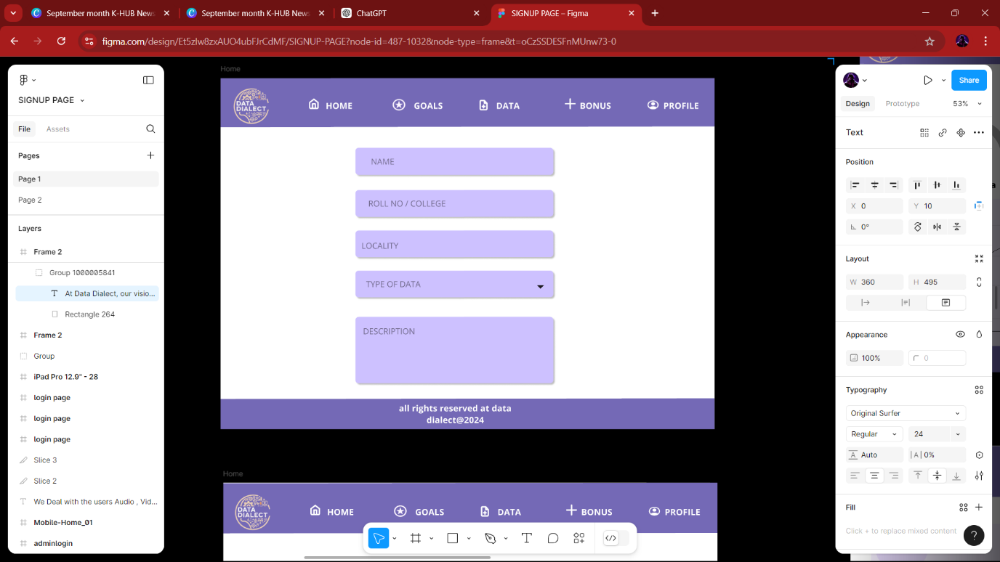 September month K-HUB News
September month K-HUB News
ChatGPT
SIGNUP PAGE – Figma
figma.com/design/Et5zIw8zxAUO4ubFJrCdMF/SIGNUP-PAGE?node-id=487-1032&node-type=frame&t=oCzSSDESFnMUnw73-0
SIGNUP PAGE
File
Assets
Pages
Page 1
Page 2
Layers
Frame 2
Group 1000005841
At Data Dialect, our visio...
Rectangle 264
Frame 2
Group
iPad Pro 12.9" - 28
login page
login page
login page
Slice 3
Slice 2
We Deal with the users Audio , Vid...
Mobile-Home_01
adminlogin
Home
DATA
DIALECT
HOME
GOALS
DATA
BONUS
PROFILE
NAME
ROLL NO / COLLEGE
LOCALITY
TYPE OF DATA
DESCRIPTION
all rights reserved at data
dialect@2024
Home
DATA
DIALECT
HOME
GOALS
DATA
BONUS
PROFILE
Share
Design
Prototype
53%
Text
Position
X 0
Y 10
0°
Layout
W 360
H 495
Appearance
100%
0
Typography
Original Surfer
Regular
24
A Auto
|A| 0%
Fill
Click + to replace mixed content
?